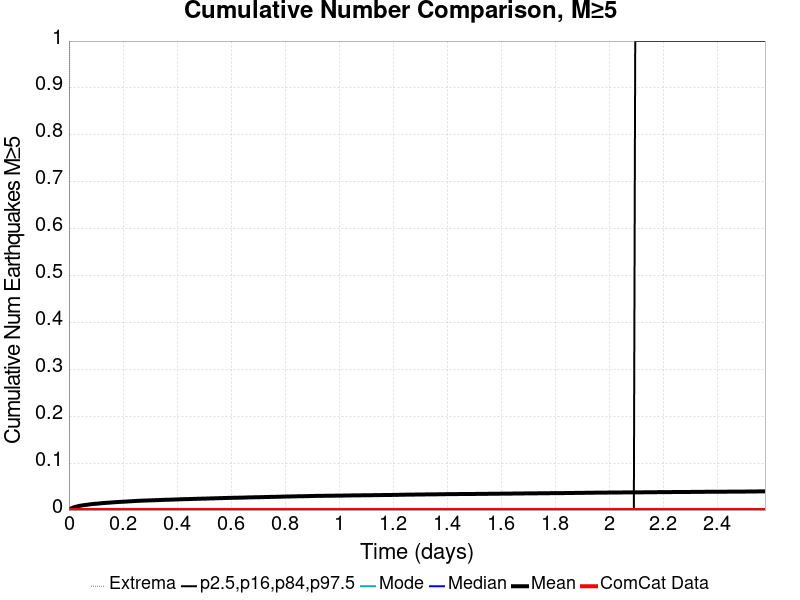 Cumulative Number Comparison, M≥5
Cumulative Num Earthquakes M≥5
1
0.9
0.8
0.7
0.6
0.5
0.4
0.3
0.2
0.1
0
0 0.2 0.4 0.6 0.8 1 1.2 1.4 1.6 1.8 2 2.2 2.4
Time (days)
Extrema p2.5,p16,p84,p97.5 Mode Median Mean ComCat Data